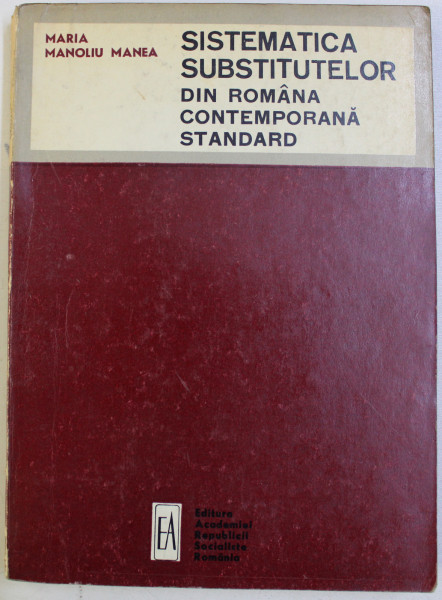 MARIA
MANOLIU MANEA
SISTEMATICA
SUBSTITUTELOR
DIN ROMÂNA
CONTEMPORANĂ
STANDARD
EA
Editura
Academiei
Republicii
Socialiste
România